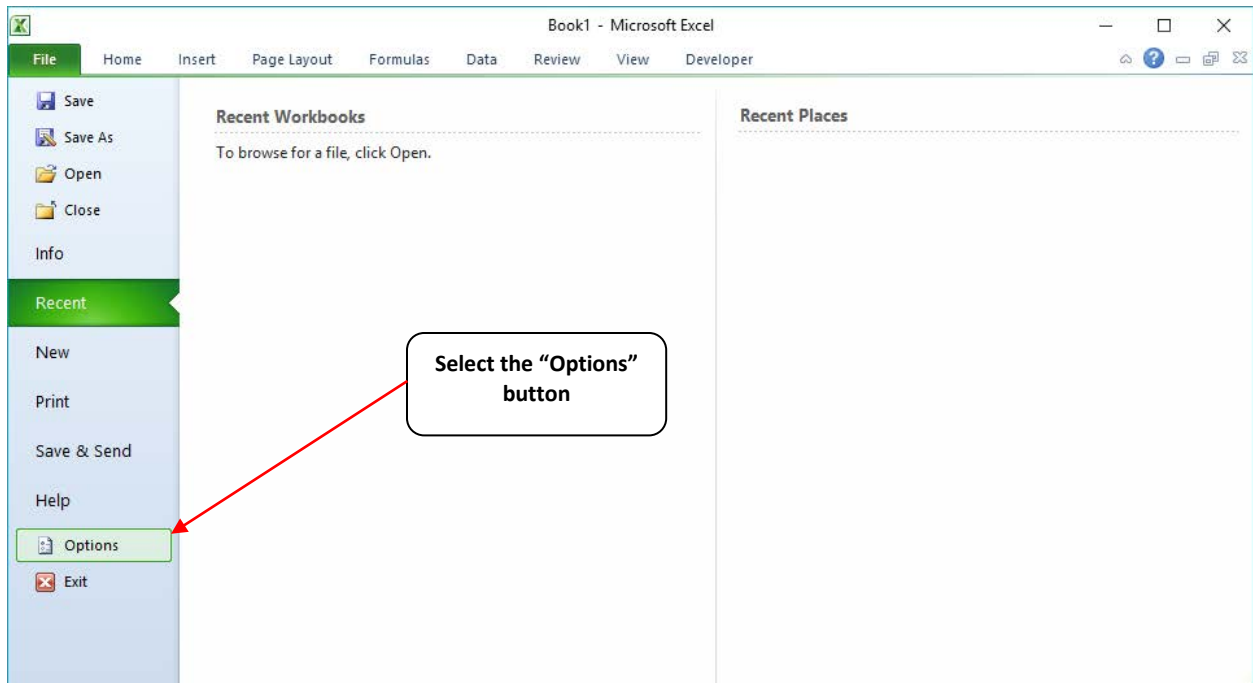 Book1 - Microsoft Excel
File Home Insert Page Layout Formulas Data Review View Developer
Save
Save As
Open
Close
Info
Recent
New
Print
Save & Send
Help
Options
Exit
Recent Workbooks
To browse for a file, click Open.
Recent Places
Select the “Options”
button